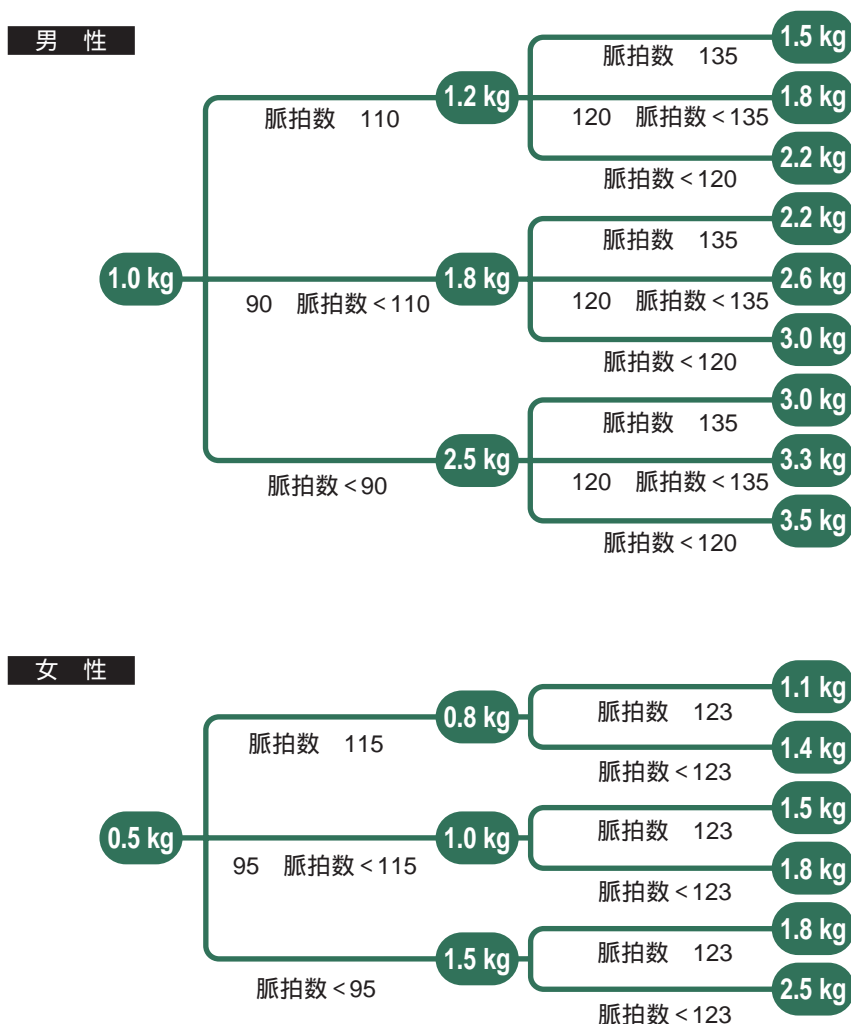 男 性
1.5 kg
脈拍数 135
1.2 kg
1.8 kg
脈拍数 110
120 脈拍数<135
2.2 kg
脈拍数<120
2.2 kg
脈拍数 135
1.0 kg
1.8 kg
2.6 kg
90 脈拍数<110
120 脈拍数<135
3.0 kg
脈拍数<120
3.0 kg
脈拍数 135
2.5 kg
3.3 kg
脈拍数<90
120 脈拍数<135
3.5 kg
脈拍数<120
女 性
1.1 kg
0.8 kg
脈拍数 123
脈拍数 115
1.4 kg
脈拍数<123
1.5 kg
0.5 kg
1.0 kg
脈拍数 123
95 脈拍数<115
1.8 kg
脈拍数<123
1.8 kg
1.5 kg
脈拍数 123
脈拍数<95
2.5 kg
脈拍数<123